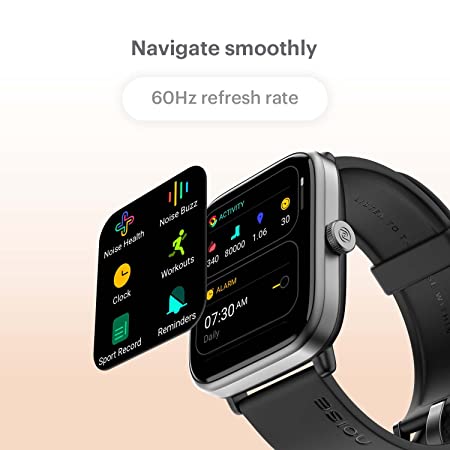 Navigate smoothly
60Hz refresh rate
Noise Health
Noise Buzz
Clock
Workouts
Sport Record
Reminders
ACTIVITY
340 80000 1.06 30
ALARM
07:30 AM
Daily
noise